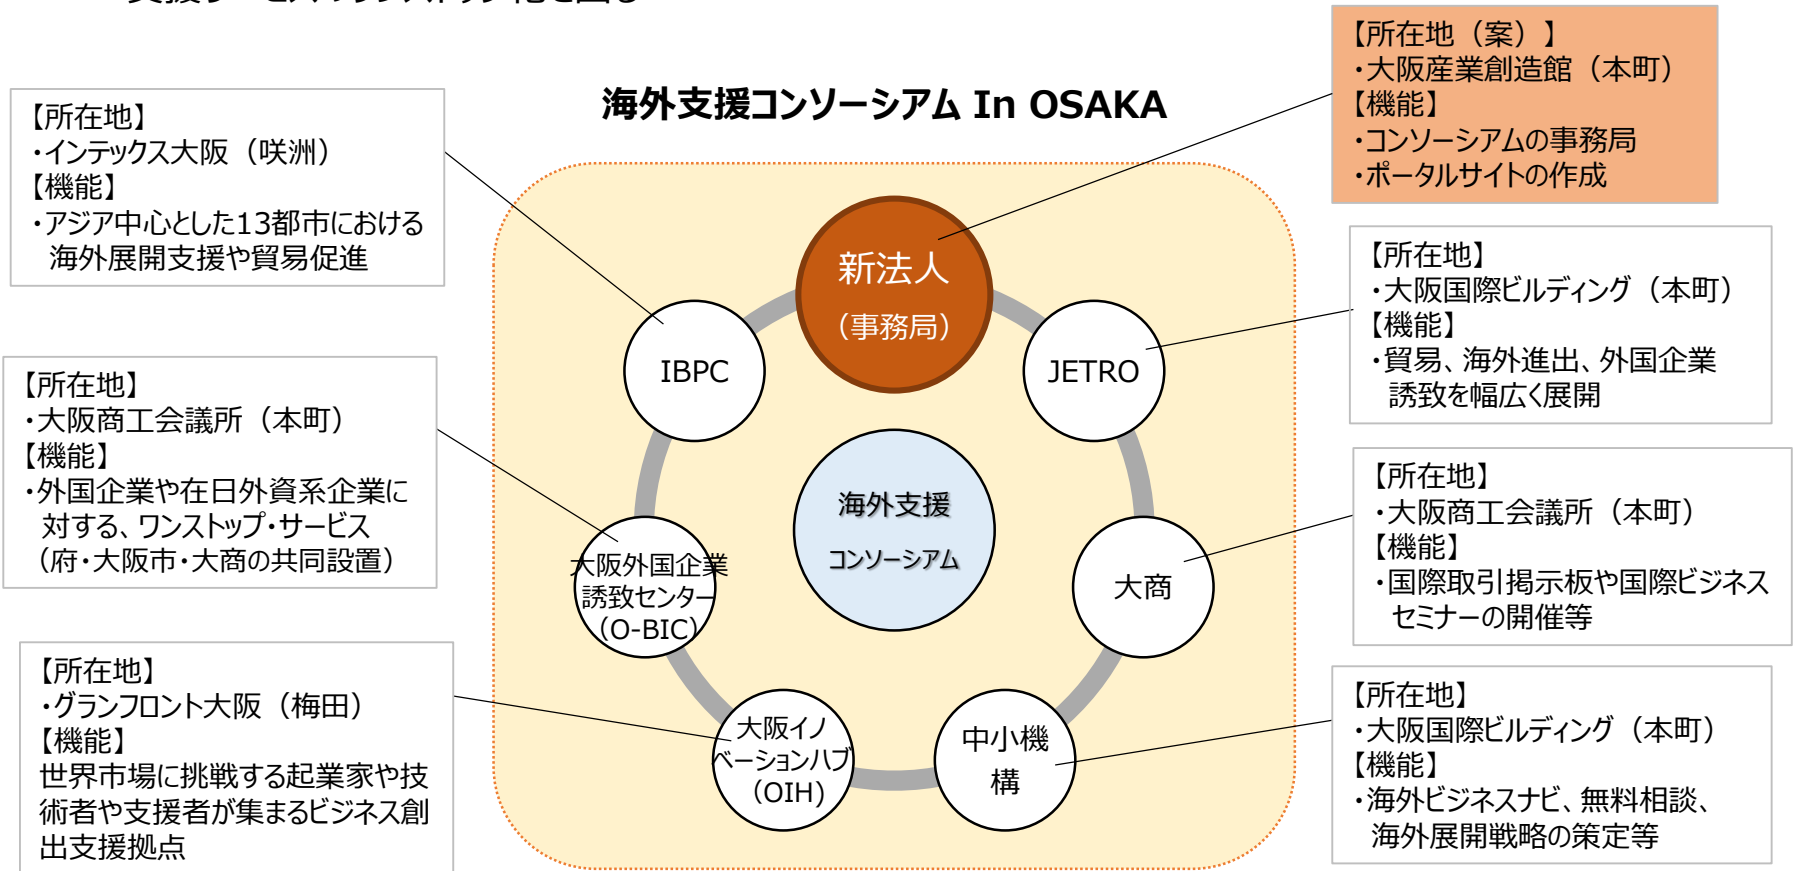 支援サービスのワンストップ化を図る
海外支援コンソーシアム In OSAKA
【所在地】
・インテックス大阪（咲洲）
【機能】
・アジア中心とした13都市における
海外展開支援や貿易促進
【所在地】
・大阪商工会議所（本町）
【機能】
・外国企業や在日外資系企業に
対する、ワンストップ・サービス
（府・大阪市・大商の共同設置）
【所在地】
・グランフロント大阪（梅田）
【機能】
世界市場に挑戦する起業家や技
術者や支援者が集まるビジネス創
出支援拠点
新法人
（事務局）
IBPC
JETRO
海外支援
コンソーシアム
大阪外国企業
誘致センター
（O-BIC）
大商
大阪イノ
ベーションハブ
（OIH）
中小機
構
【所在地（案）】
・大阪産業創造館（本町）
【機能】
・コンソーシアムの事務局
・ポータルサイトの作成
【所在地】
・大阪国際ビルディング（本町）
【機能】
・貿易、海外進出、外国企業
誘致を幅広く展開
【所在地】
・大阪商工会議所（本町）
【機能】
・国際取引掲示板や国際ビジネス
セミナーの開催等
【所在地】
・大阪国際ビルディング（本町）
【機能】
・海外ビジネスナビ、無料相談、
海外展開戦略の策定等